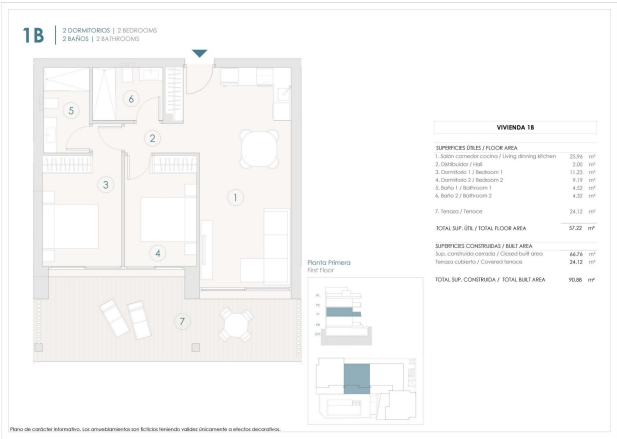 1B
2 DORMITORIOS | 2 BEDROOMS
2 BAÑOS | 2 BATHROOMS
5
6
2
3
1
4
7
Planta Primera
First Floor
VIVIENDA 1B
SUPERFICIES ÚTILES / FLOOR AREA
1. Salón comedor cocina / Living dinning kitchen 25,96 m²
2. Distribuidor / Hall 2,00 m²
3. Dormitorio 1 / Bedroom 1 11,23 m²
4. Dormitorio 2 / Bedroom 2 9,19 m²
5. Baño 1 / Bathroom 1 4,52 m²
6. Baño 2 / Bathroom 2 4,32 m²
7. Terraza / Terrace 24,12 m²
TOTAL SUP. ÚTIL / TOTAL FLOOR AREA 57,22 m²
SUPERFICIES CONSTRUIDAS / BUILT AREA
Sup. construida cerrada / Closed built area 66,76 m²
Terraza cubierta / Covered terrace 24,12 m²
TOTAL SUP. CONSTRUIDA / TOTAL BUILT AREA 90,88 m²
Plano de carácter informativo. Los amueblamientos son ficticios teniendo validez únicamente a efectos decorativos.